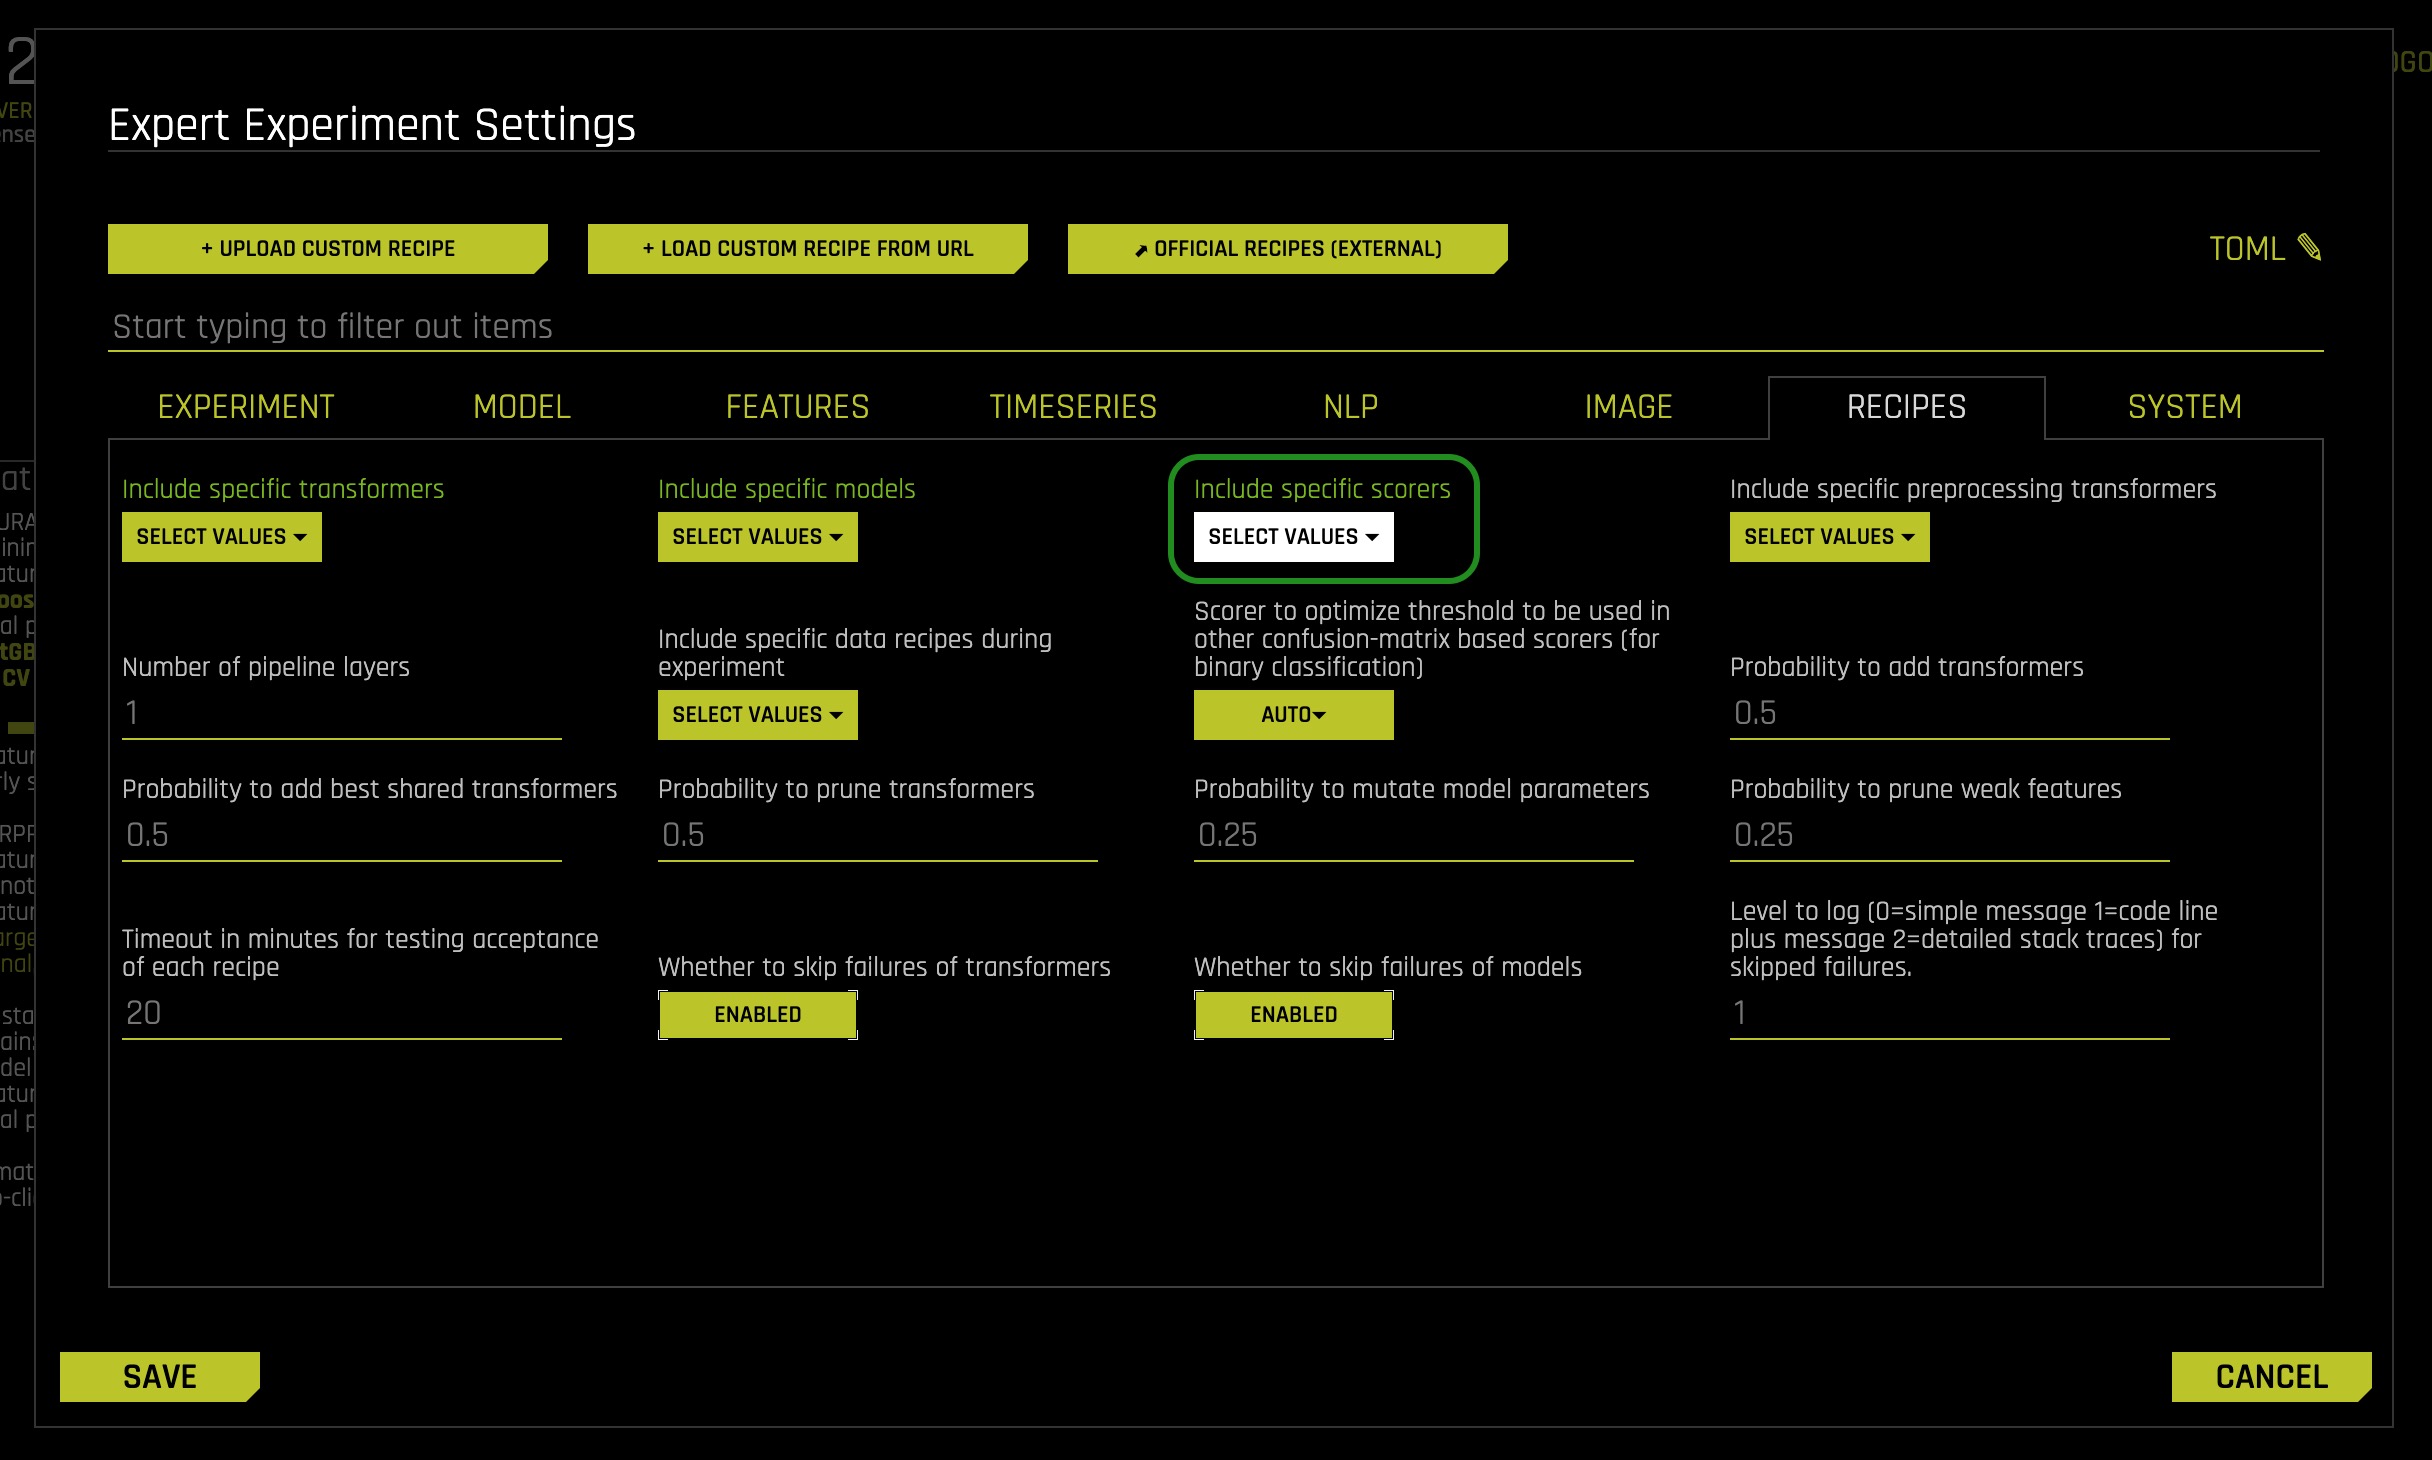 Expert Experiment Settings
+ UPLOAD CUSTOM RECIPE
+ LOAD CUSTOM RECIPE FROM URL
OFFICIAL RECIPES (EXTERNAL)
TOML
Start typing to filter out items
EXPERIMENT
MODEL
FEATURES
TIMESERIES
NLP
IMAGE
RECIPES
SYSTEM
Include specific transformers
SELECT VALUES
Include specific models
SELECT VALUES
Include specific scorers
SELECT VALUES
Include specific preprocessing transformers
SELECT VALUES
Number of pipeline layers
1
Include specific data recipes during
experiment
SELECT VALUES
Scorer to optimize threshold to be used in
other confusion-matrix based scorers (for
binary classification)
AUTO
Probability to add transformers
0.5
Probability to add best shared transformers
0.5
Probability to prune transformers
0.5
Probability to mutate model parameters
0.25
Probability to prune weak features
0.25
Timeout in minutes for testing acceptance
of each recipe
20
Whether to skip failures of transformers
ENABLED
Whether to skip failures of models
ENABLED
Level to log (0=simple message 1=code line
plus message 2=detailed stack traces) for
skipped failures.
1
SAVE
CANCEL